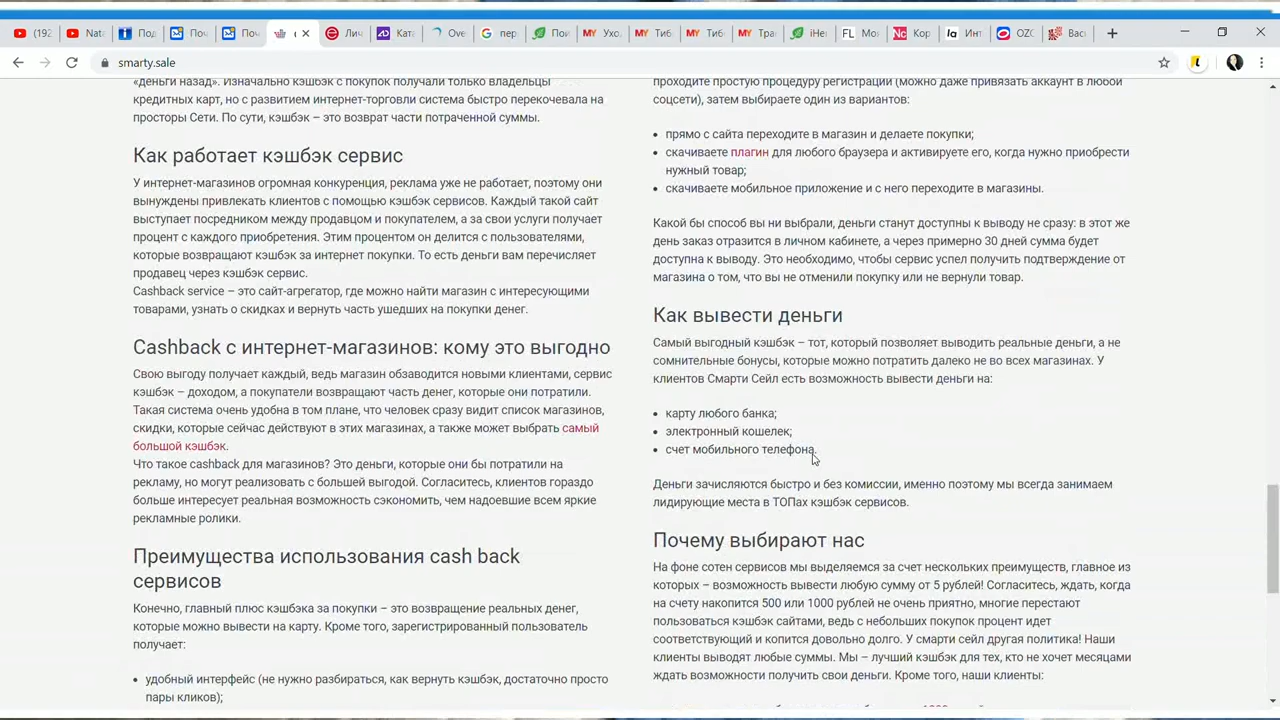 (192
Nate
Под
Поч
Поч
Лич
Ката
Ove
пер
Пои
Ухо
Тиб
Тиб
Тра
iHe
Мо
Кор
Инт
OZO
Вас
smarty.sale
«деньги назад». Изначально кэшбэк с покупок получали только владельцы
кредитных карт, но с развитием интернет-торговли система быстро перекочевала на
просторы Сети. По сути, кэшбэк – это возврат части потраченной суммы.
Как работает кэшбэк сервис
У интернет-магазинов огромная конкуренция, реклама уже не работает, поэтому они
вынуждены привлекать клиентов с помощью кэшбэк сервисов. Каждый такой сайт
выступает посредником между продавцом и покупателем, а за свои услуги получает
процент с каждого приобретения. Этим процентом он делится с пользователями,
которые возвращают кэшбэк за интернет покупки. То есть деньги вам перечисляет
продавец через кэшбэк сервис.
Cashback service – это сайт-агрегатор, где можно найти магазин с интересующими
товарами, узнать о скидках и вернуть часть ушедших на покупки денег.
Cashback с интернет-магазинов: кому это выгодно
Свою выгоду получает каждый, ведь магазин обзаводится новыми клиентами, сервис
кэшбэк – доходом, а покупатели возвращают часть денег, которые они потратили.
Такая система очень удобна в том плане, что человек сразу видит список магазинов,
скидки, которые сейчас действуют в этих магазинах, а также может выбрать самый
большой кэшбэк.
Что такое cashback для магазинов? Это деньги, которые они бы потратили на
рекламу, но могут реализовать с большей выгодой. Согласитесь, клиентов гораздо
больше интересует реальная возможность сэкономить, чем надоевшие всем яркие
рекламные ролики.
Преимущества использования cash back
сервисов
Конечно, главный плюс кэшбэка за покупки – это возвращение реальных денег,
которые можно вывести на карту. Кроме того, зарегистрированный пользователь
получает:
• удобный интерфейс (не нужно разбираться, как вернуть кэшбэк, достаточно просто
пары кликов);
проходите простую процедуру регистрации (можно даже привязать аккаунт в любой
соцсети), затем выбираете один из вариантов:
• прямо с сайта переходите в магазин и делаете покупки;
• скачиваете плагин для любого браузера и активируете его, когда нужно приобрести
нужный товар;
• скачиваете мобильное приложение и с него переходите в магазины.
Какой бы способ вы ни выбрали, деньги станут доступны к выводу не сразу: в этот же
день заказ отразится в личном кабинете, а через примерно 30 дней сумма будет
доступна к выводу. Это необходимо, чтобы сервис успел получить подтверждение от
магазина о том, что вы не отменили покупку или не вернули товар.
Как вывести деньги
Самый выгодный кэшбэк – тот, который позволяет выводить реальные деньги, а не
сомнительные бонусы, которые можно потратить далеко не во всех магазинах. У
клиентов Смарти Сейл есть возможность вывести деньги на:
• карту любого банка;
• электронный кошелек;
• счет мобильного телефона.
Деньги зачисляются быстро и без комиссии, именно поэтому мы всегда занимаем
лидирующие места в ТОПах кэшбэк сервисов.
Почему выбирают нас
На фоне сотен сервисов мы выделяемся за счет нескольких преимуществ, главное из
которых – возможность вывести любую сумму от 5 рублей! Согласитесь, ждать, когда
на счету накопится 500 или 1000 рублей не очень приятно, многие перестают
пользоваться кэшбэк сайтами, ведь с небольших покупок процент идет
соответствующий и копится довольно долго. У смарти сейл другая политика! Наши
клиенты выводят любые суммы. Мы – лучший кэшбэк для тех, кто не хочет месяцами
ждать возможности получить свои деньги. Кроме того, наши клиенты: